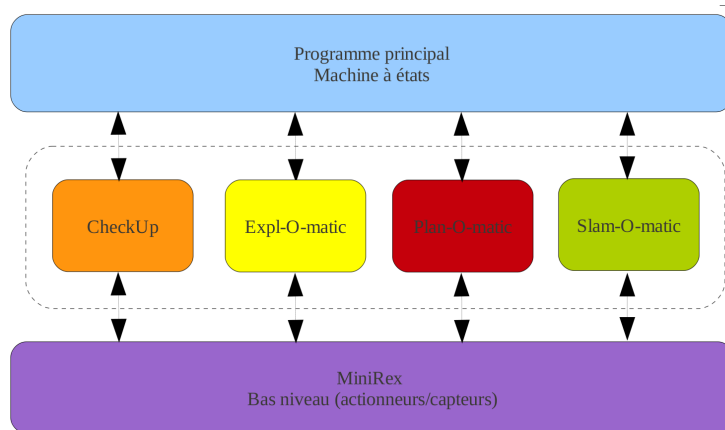 Programme principal
Machine à états
CheckUp
Expl-O-matic
Plan-O-matic
Slam-O-matic
MiniRex
Bas niveau (actionneurs/capteurs)